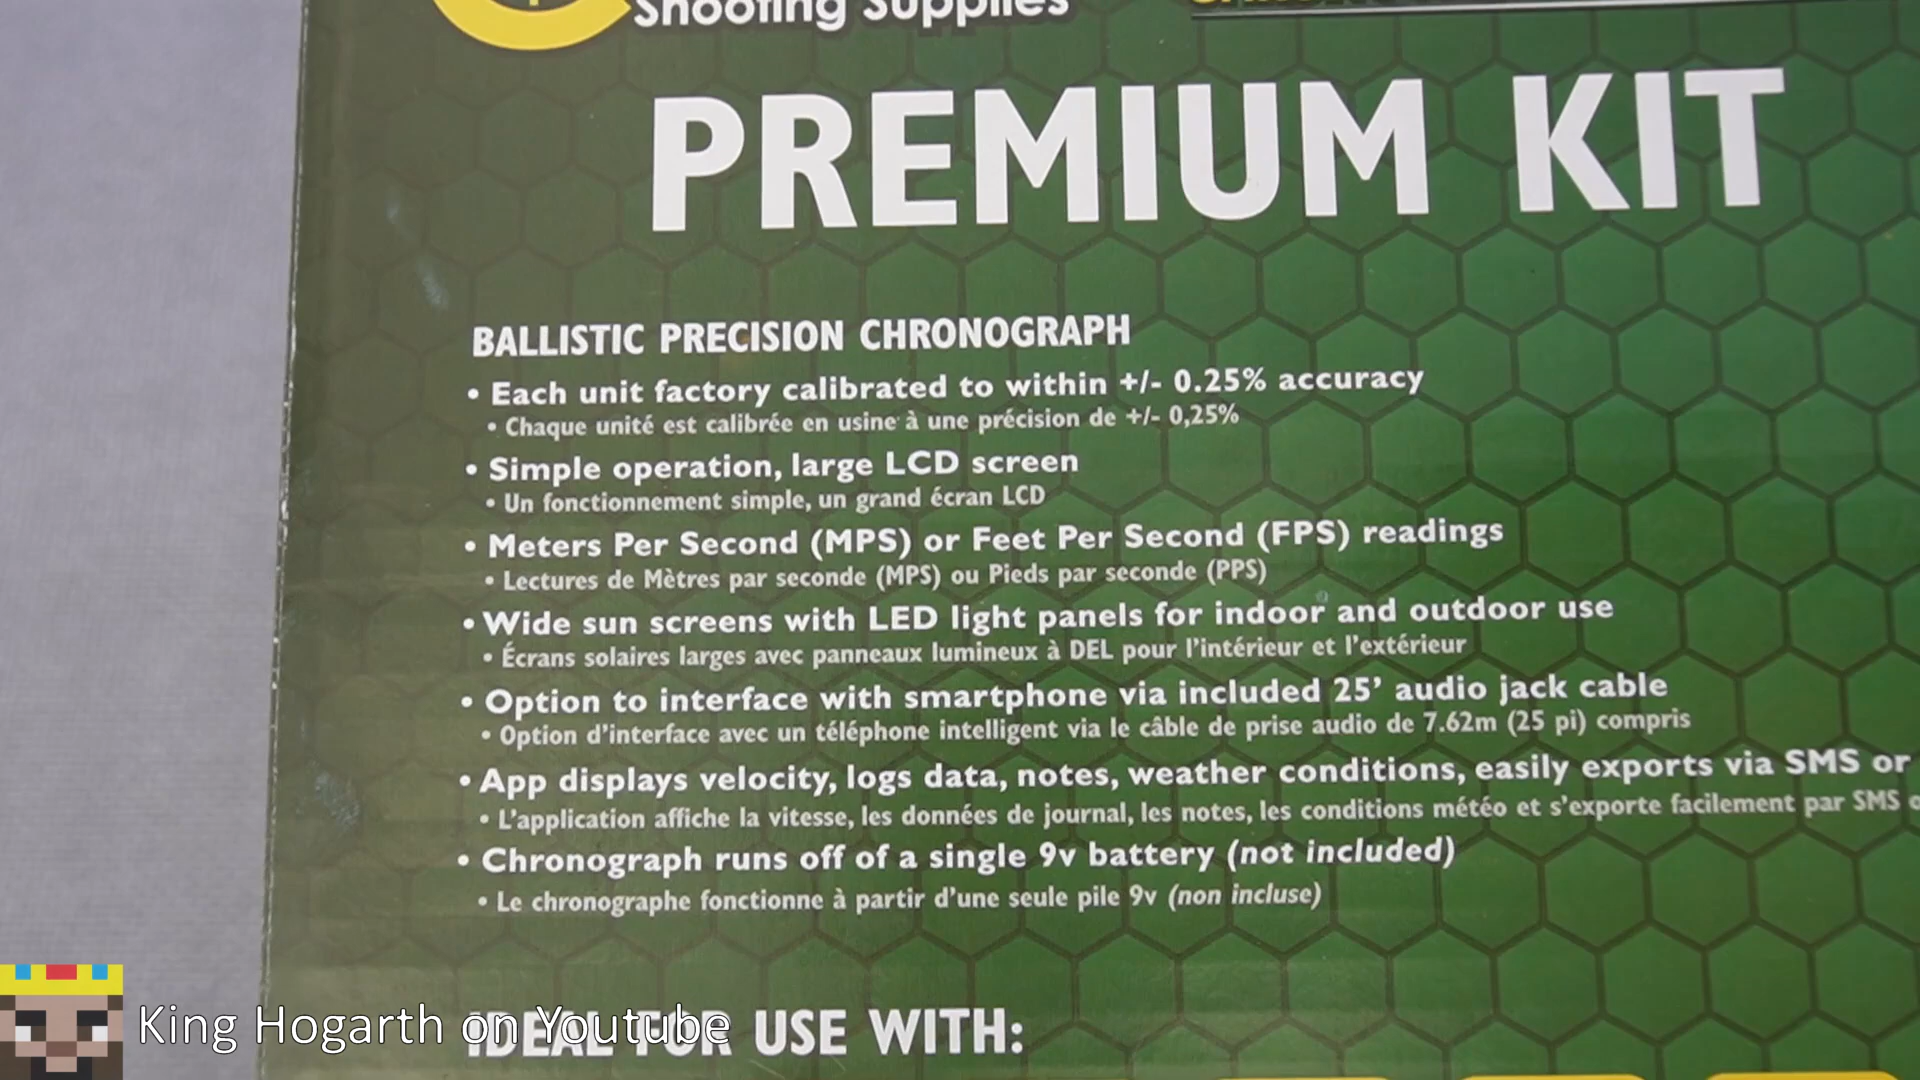 Shooting Supplies
PREMIUM KIT
BALLISTIC PRECISION CHRONOGRAPH
• Each unit factory calibrated to within +/- 0.25% accuracy
• Chaque unité est calibrée en usine à une précision de +/- 0,25%
• Simple operation, large LCD screen
• Un fonctionnement simple, un grand écran LCD
• Meters Per Second (MPS) or Feet Per Second (FPS) readings
• Lectures de Mètres par seconde (MPS) ou Pieds par seconde (PPS)
• Wide sun screens with LED light panels for indoor and outdoor use
• Écrans solaires larges avec panneaux lumineux à DEL pour l'intérieur et l'extérieur
• Option to interface with smartphone via included 25' audio jack cable
• Option d'interface avec un téléphone intelligent via le câble de prise audio de 7.62m (25 pi) compris
• App displays velocity, logs data, notes, weather conditions, easily exports via SMS or
• L'application affiche la vitesse, les données de journal, les notes, les conditions météo et s'exporte facilement par SMS
• Chronograph runs off of a single 9v battery (not included)
• Le chronographe fonctionne à partir d'une seule pile 9v (non incluse)
IDEAL FOR USE WITH:
King Hogarth on Youtube